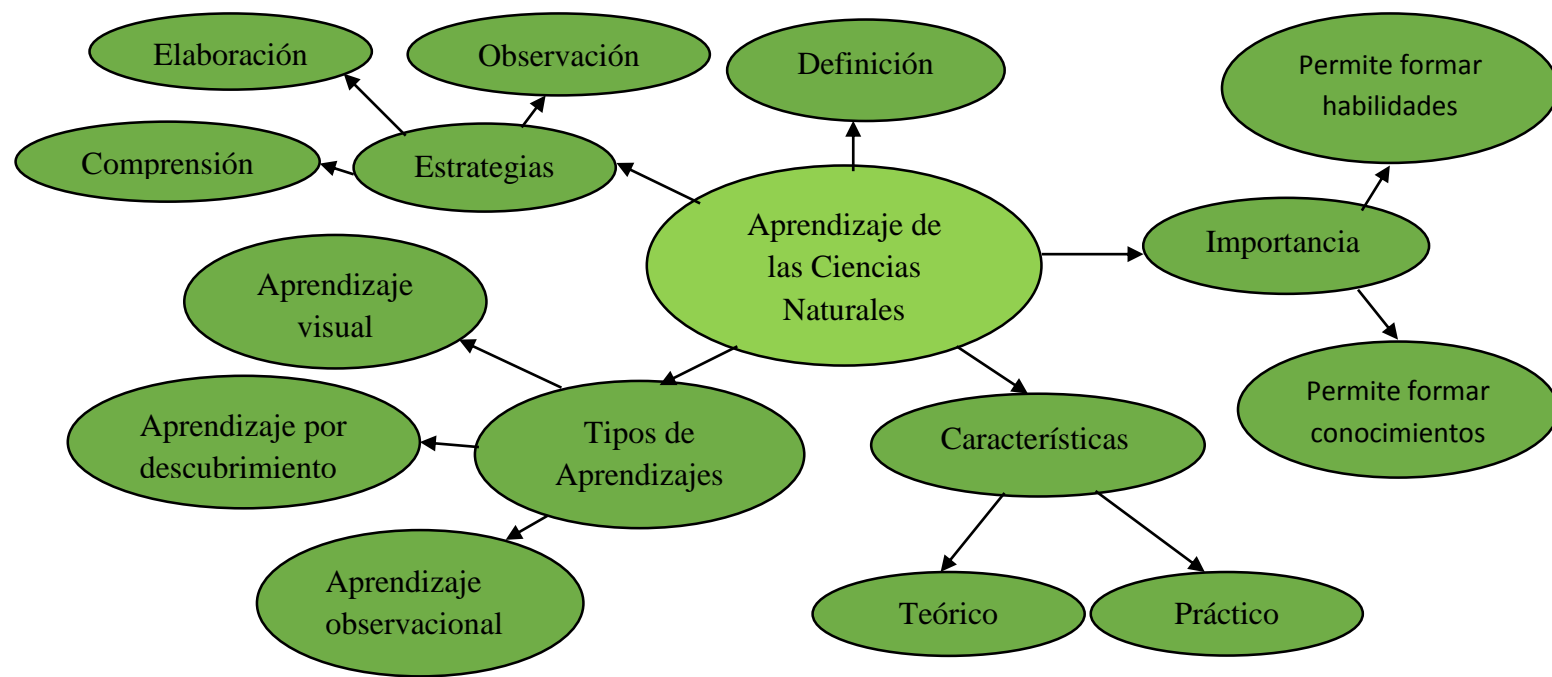 Elaboración
Observación
Definición
Permite formar
habilidades
Comprensión
Estrategias
Aprendizaje de
las Ciencias
Naturales
Importancia
Aprendizaje
visual
Permite formar
conocimientos
Aprendizaje por
descubrimiento
Tipos de
Aprendizajes
Características
Aprendizaje
observacional
Teórico
Práctico